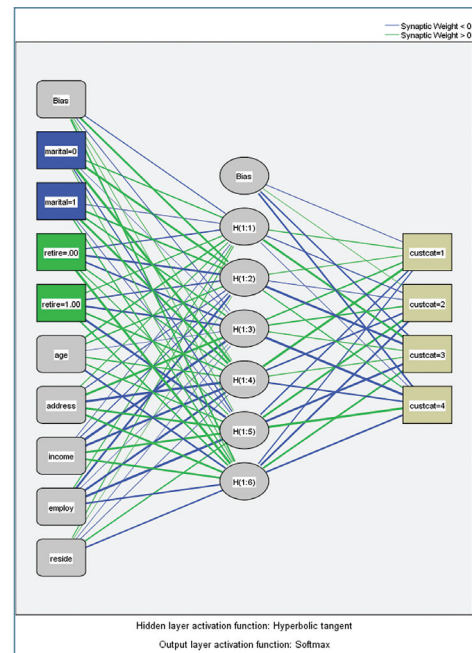 Synaptic Weight < 0
Synaptic Weight > 0
Bias
marital=0
marital=1
retire=.00
retire=1.00
age
address
income
employ
reside
Bias
H(1:1)
H(1:2)
H(1:3)
H(1:4)
H(1:5)
H(1:6)
custcat=1
custcat=2
custcat=3
custcat=4
Hidden layer activation function: Hyperbolic tangent
Output layer activation function: Softmax